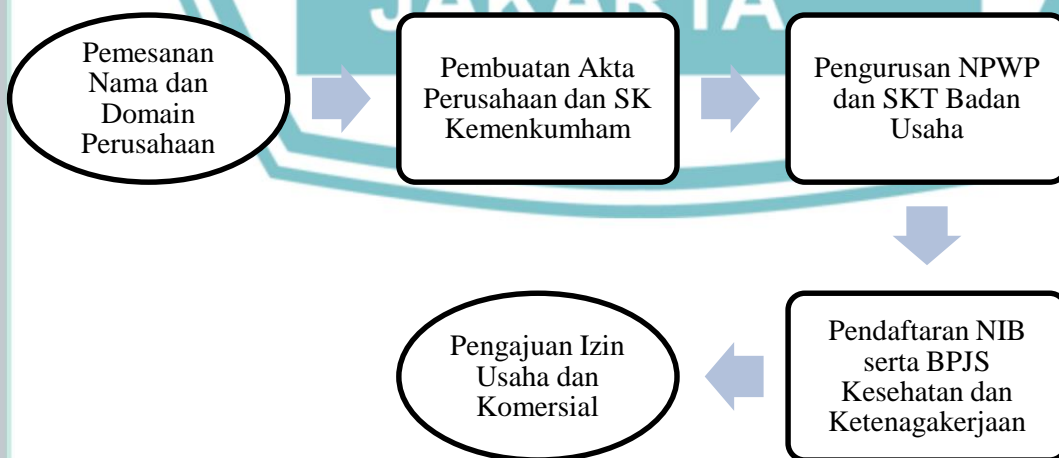 JAKARTA
Pemesanan
Nama dan
Domain
Perusahaan
Pembuatan Akta
Perusahaan dan SK
Kemenkumham
Pengurusan NPWP
dan SKT Badan
Usaha
Pendaftaran NIB
serta BPJS
Kesehatan dan
Ketenagakerjaan
Pengajuan Izin
Usaha dan
Komersial